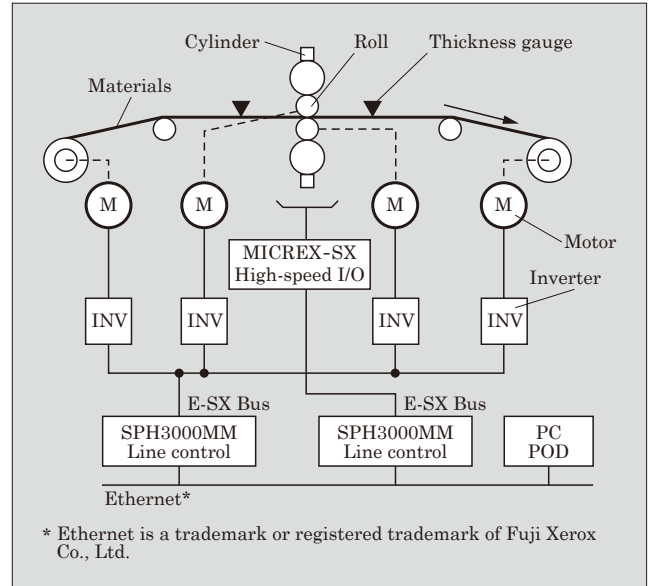 Cylinder
Roll
Thickness gauge
Materials
M
M
M
M
Motor
MICREX-SX
High-speed I/O
Inverter
INV
INV
INV
INV
E-SX Bus
E-SX Bus
SPH3000MM
Line control
SPH3000MM
Line control
PC
POD
Ethernet*
* Ethernet is a trademark or registered trademark of Fuji Xerox
Co., Ltd.